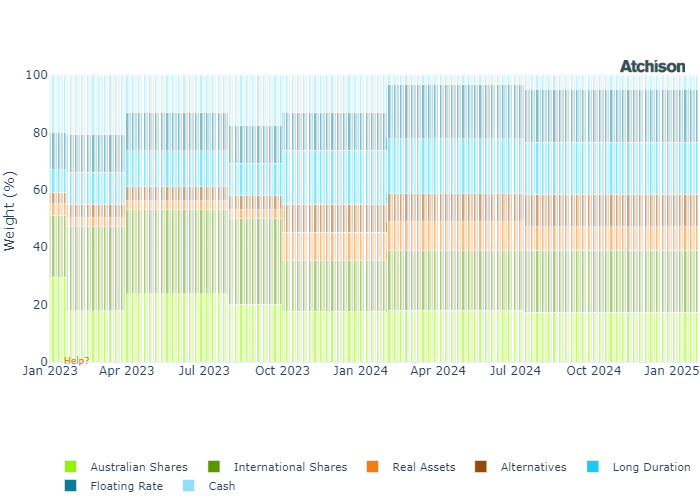 Atchison
Weight (%)
100
80
60
40
20
0
Help?
Jan 2023 Apr 2023 Jul 2023 Oct 2023 Jan 2024 Apr 2024 Jul 2024 Oct 2024 Jan 2025
Australian Shares International Shares Real Assets Alternatives Long Duration
Floating Rate Cash